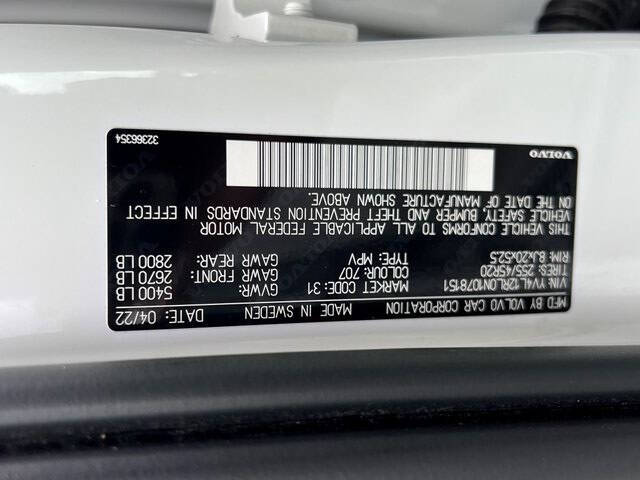 MFD BY VOLVO CAR CORPORATION MADE IN SWEDEN DATE: 04/22
VIN: YV4L12RL0N1078151 MARKET CODE: 31 GVWR: 5400 LB
TIRES: 255/45R20 COLOUR: 707 GAWR FRONT: 2670 LB
RIM: 8Jx20x52.5 TYPE: MPV GAWR REAR: 2800 LB
THIS VEHICLE CONFORMS TO ALL APPLICABLE FEDERAL MOTOR
VEHICLE SAFETY, BUMPER AND THEFT PREVENTION STANDARDS IN EFFECT
ON THE DATE OF MANUFACTURE SHOWN ABOVE.
VOLVO 32366354